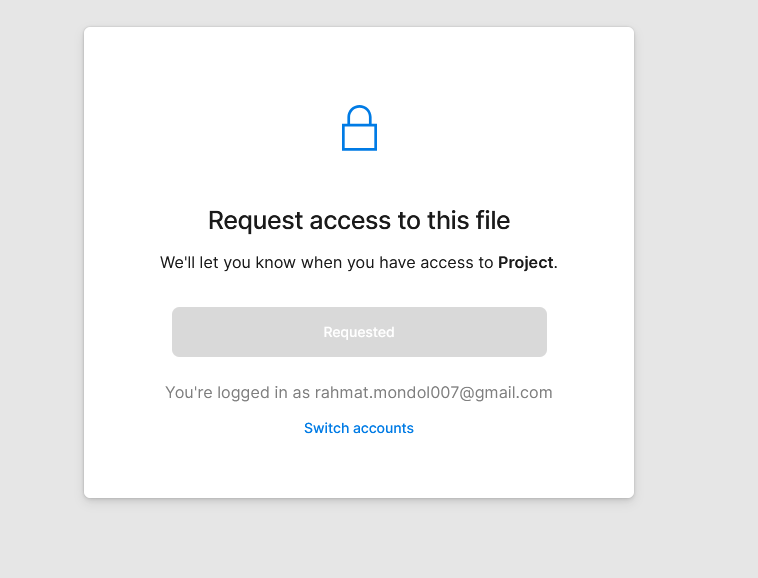 Request access to this file
We'll let you know when you have access to Project.
Requested
You're logged in as rahmat.mondol007@gmail.com
Switch accounts